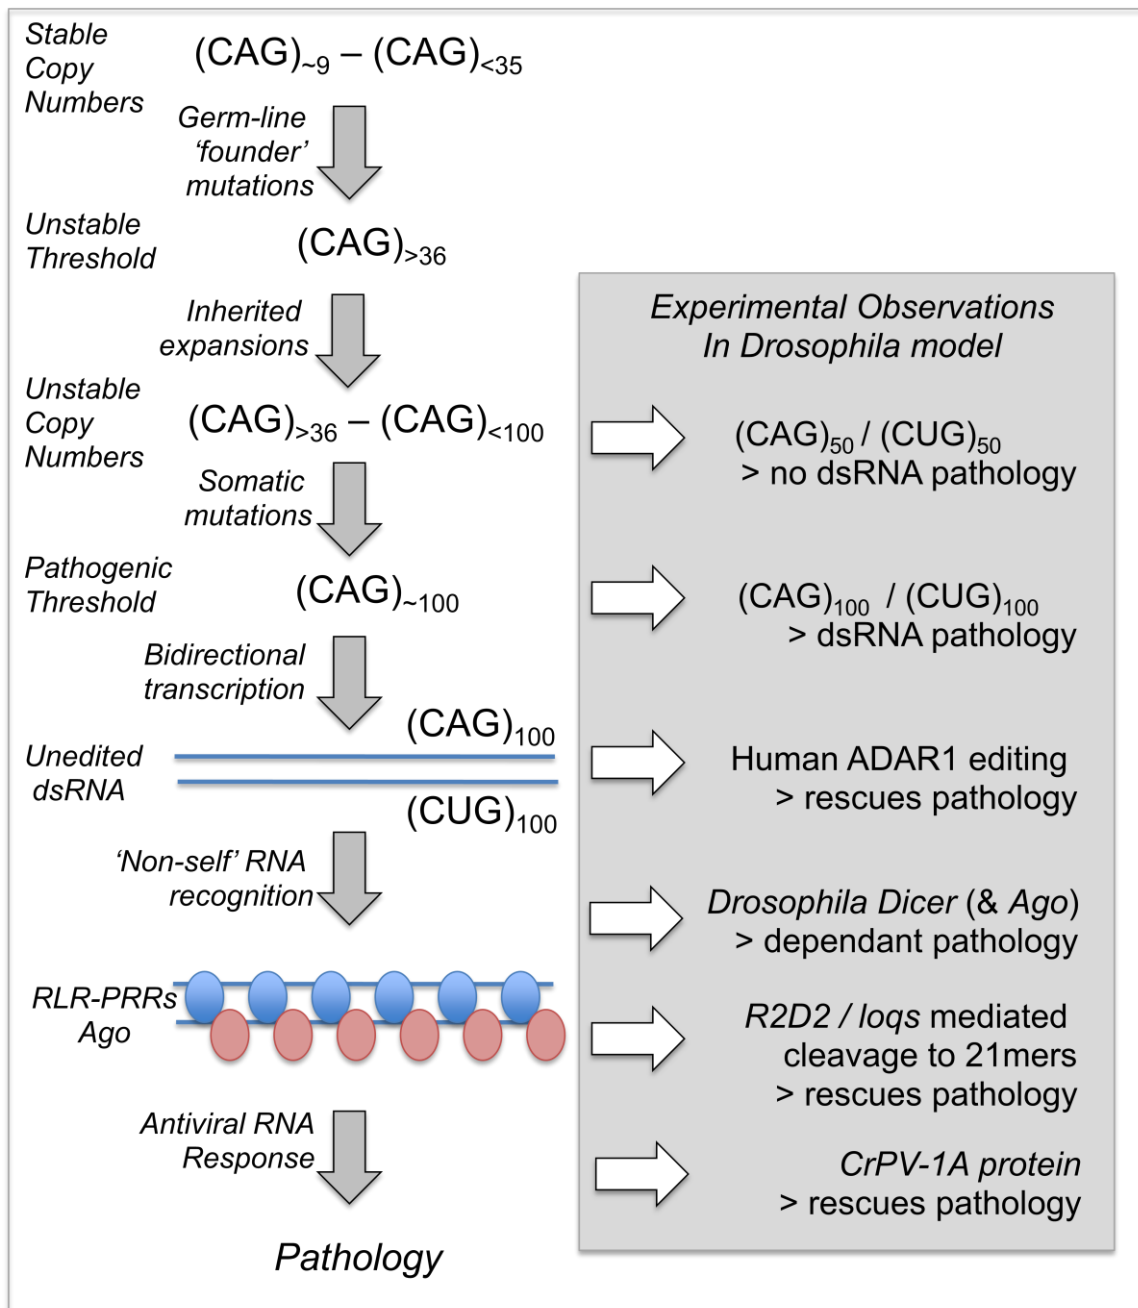 Stable
Copy
Numbers
(CAG)~9 – (CAG)<35
Germ-line
‘founder’
mutations
Unstable
Threshold
(CAG)>36
Inherited
expansions
Unstable
Copy
Numbers
(CAG)>36 – (CAG)<100
Somatic
mutations
Pathogenic
Threshold
(CAG)~100
Bidirectional
transcription
(CAG)100
Unedited
dsRNA
(CUG)100
‘Non-self’ RNA
recognition
RLR-PRRs
Ago
Antiviral RNA
Response
Pathology
Experimental Observations
In Drosophila model
(CAG)50 / (CUG)50
> no dsRNA pathology
(CAG)100 / (CUG)100
> dsRNA pathology
Human ADAR1 editing
> rescues pathology
Drosophila Dicer (& Ago)
> dependant pathology
R2D2 / loqs mediated
cleavage to 21mers
> rescues pathology
CrPV-1A protein
> rescues pathology